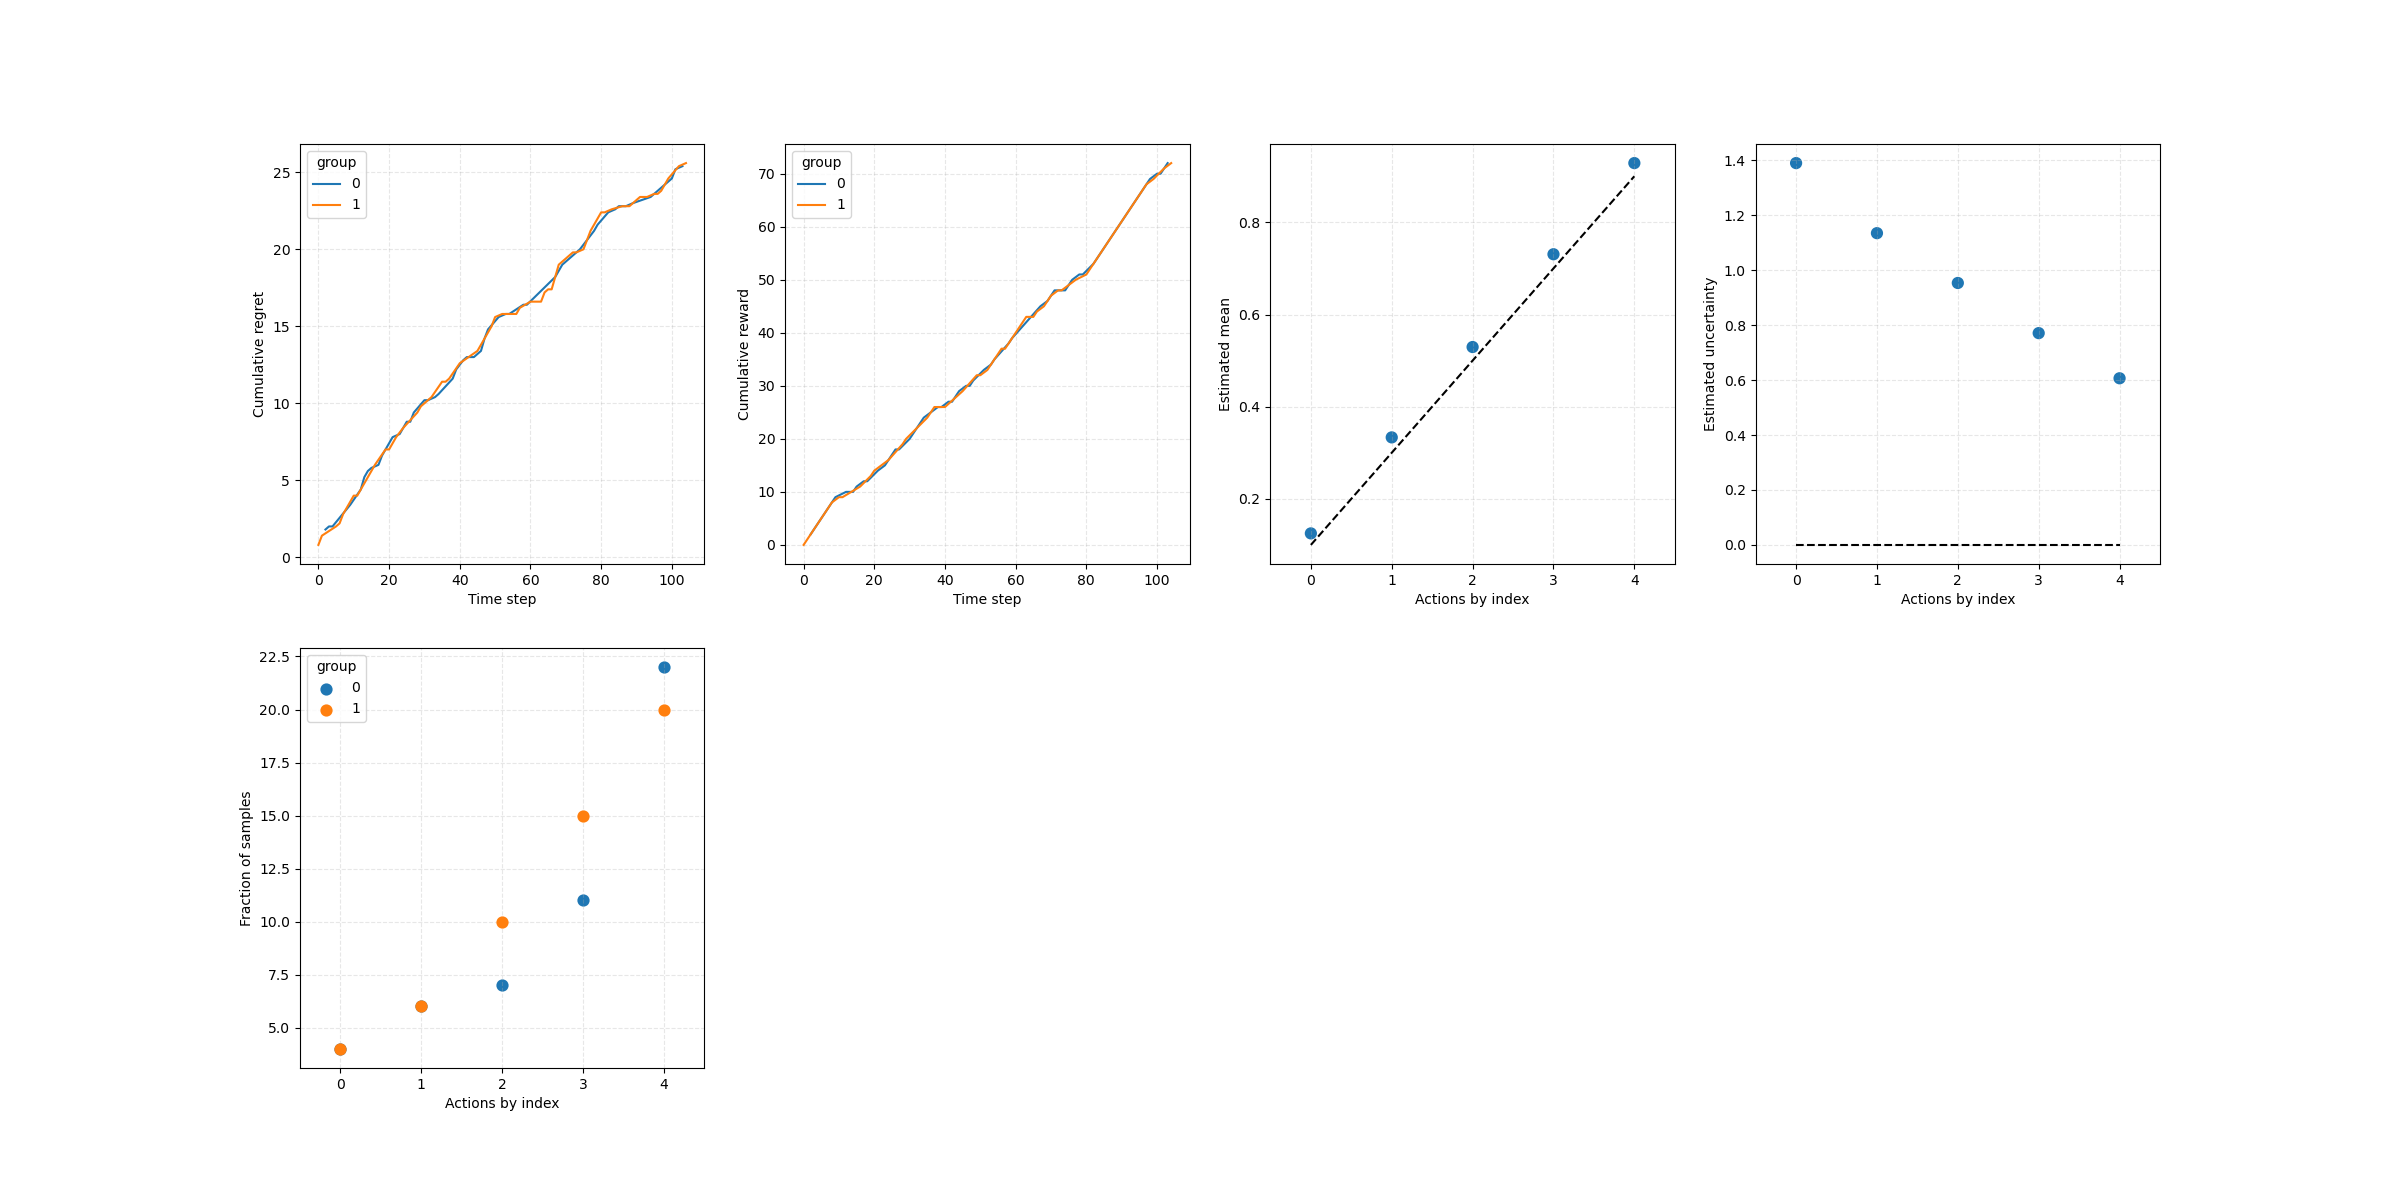 group
0
1
25
20
15
10
5
0
Cumulative regret
0 20 40 60 80 100
Time step
group
0
1
70
60
50
40
30
20
10
0
Cumulative reward
0 20 40 60 80 100
Time step
0.8
0.6
0.4
0.2
Estimated mean
0 1 2 3 4
Actions by index
1.4
1.2
1.0
0.8
0.6
0.4
0.2
0.0
Estimated uncertainty
0 1 2 3 4
Actions by index
group
0
1
22.5
20.0
17.5
15.0
12.5
10.0
7.5
5.0
Fraction of samples
0 1 2 3 4
Actions by index